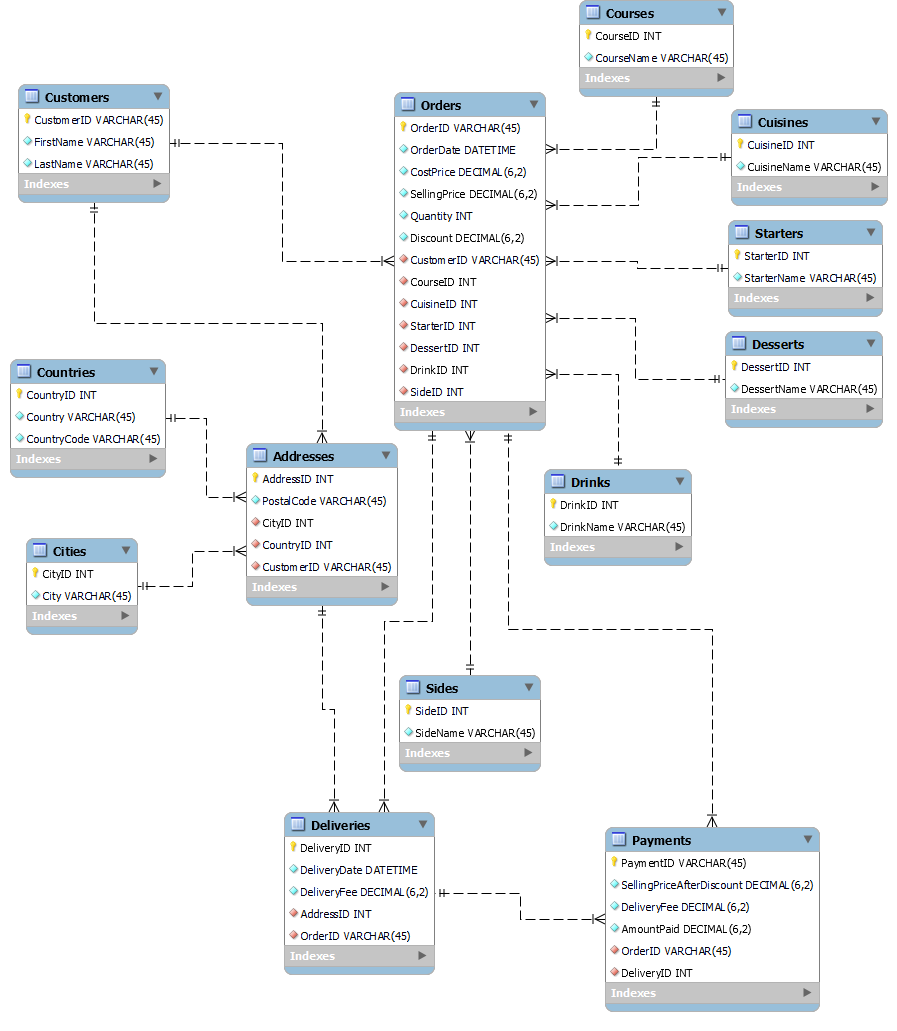 Courses
CourseID INT
CourseName VARCHAR(45)
Indexes
Customers
CustomerID VARCHAR(45)
FirstName VARCHAR(45)
LastName VARCHAR(45)
Indexes
Orders
OrderID VARCHAR(45)
OrderDate DATETIME
CostPrice DECIMAL(6,2)
SellingPrice DECIMAL(6,2)
Quantity INT
Discount DECIMAL(6,2)
CustomerID VARCHAR(45)
CourseID INT
CuisineID INT
StarterID INT
DessertID INT
DrinkID INT
SideID INT
Indexes
Cuisines
CuisineID INT
CuisineName VARCHAR(45)
Indexes
Starters
StarterID INT
StarterName VARCHAR(45)
Indexes
Desserts
DessertID INT
DessertName VARCHAR(45)
Indexes
Countries
CountryID INT
Country VARCHAR(45)
CountryCode VARCHAR(45)
Indexes
Addresses
AddressID INT
PostalCode VARCHAR(45)
CityID INT
CountryID INT
CustomerID VARCHAR(45)
Indexes
Drinks
DrinkID INT
DrinkName VARCHAR(45)
Indexes
Cities
CityID INT
City VARCHAR(45)
Indexes
Sides
SideID INT
SideName VARCHAR(45)
Indexes
Deliveries
DeliveryID INT
DeliveryDate DATETIME
DeliveryFee DECIMAL(6,2)
AddressID INT
OrderID VARCHAR(45)
Indexes
Payments
PaymentID VARCHAR(45)
SellingPriceAfterDiscount DECIMAL(6,2)
DeliveryFee DECIMAL(6,2)
AmountPaid DECIMAL(6,2)
OrderID VARCHAR(45)
DeliveryID INT
Indexes